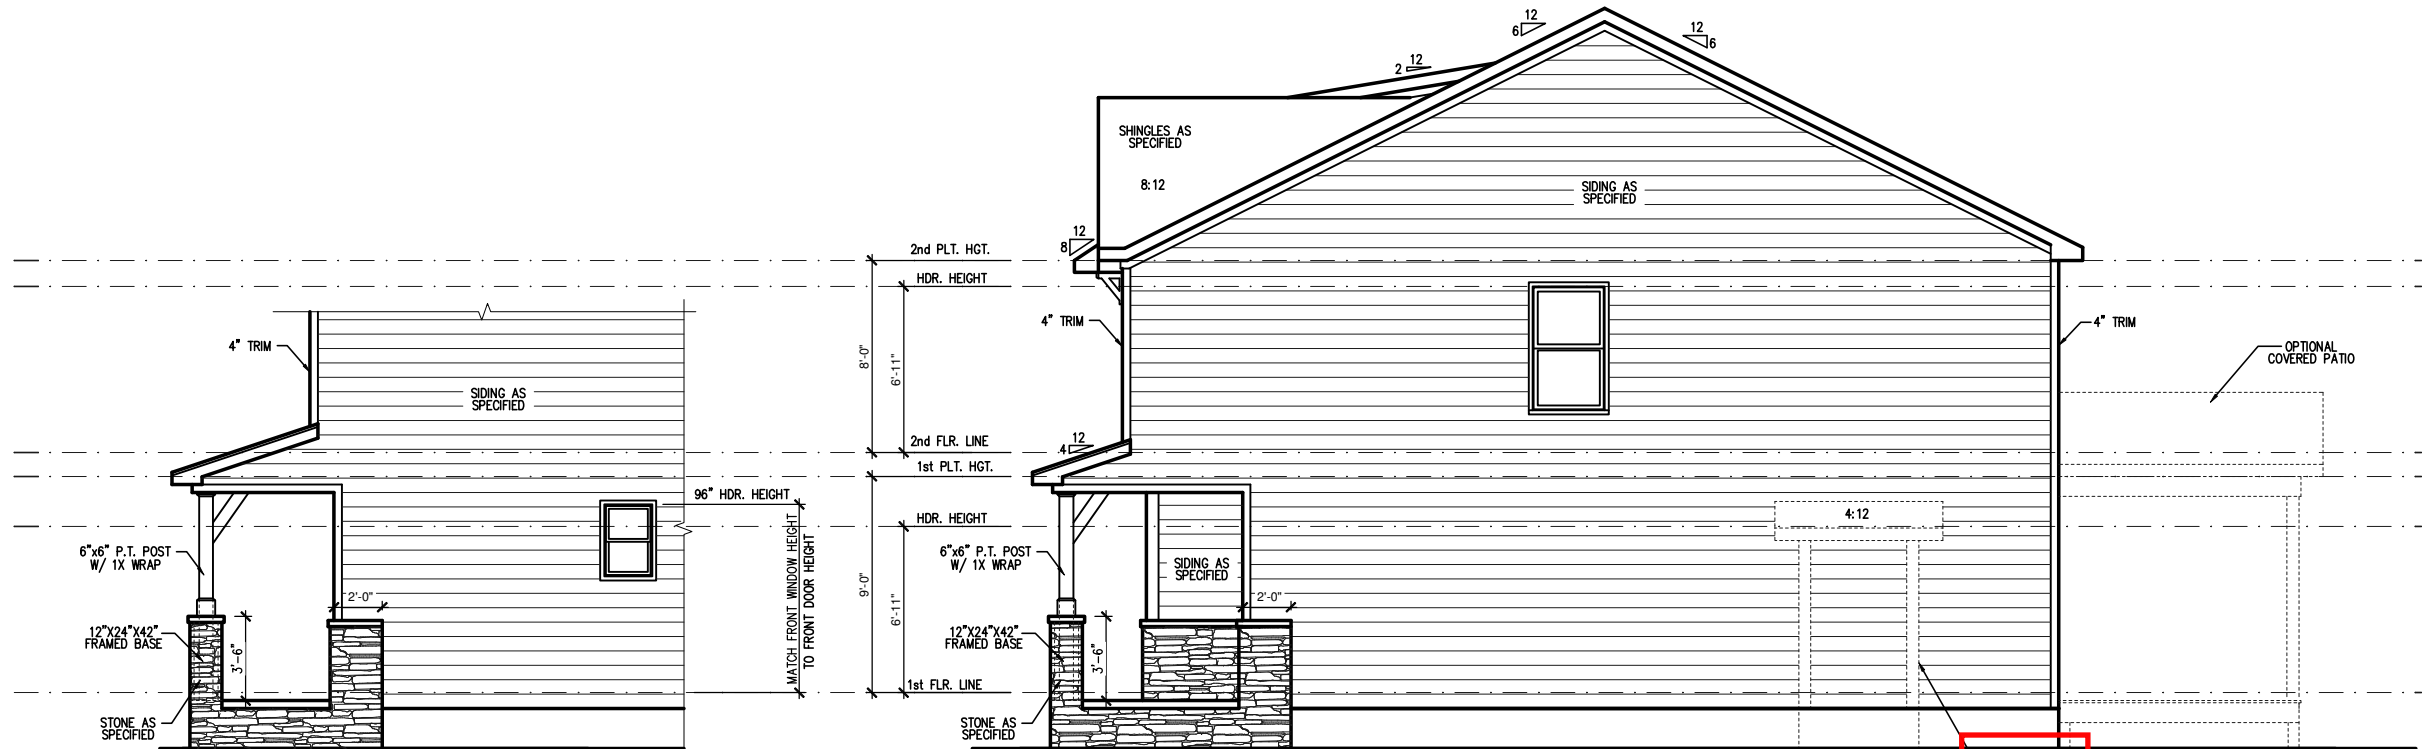 12
6
12
6
12
2
SHINGLES AS
SPECIFIED
8:12
SIDING AS
SPECIFIED
12
8
2nd PLT. HGT.
HDR. HEIGHT
4" TRIM
4" TRIM
4" TRIM
8'-0"
6'-11"
OPTIONAL
COVERED PATIO
SIDING AS
SPECIFIED
2nd FLR. LINE
12
4
1st PLT. HGT.
96" HDR. HEIGHT
HDR. HEIGHT
4:12
MATCH FRONT WINDOW HEIGHT
TO FRONT DOOR HEIGHT
6"x6" P.T. POST
W/ 1X WRAP
6"x6" P.T. POST
W/ 1X WRAP
SIDING AS
SPECIFIED
9'-0"
6'-11"
2'-0"
2'-0"
12"X24"X42"
FRAMED BASE
3'-6"
12"X24"X42"
FRAMED BASE
3'-6"
1st FLR. LINE
STONE AS
SPECIFIED
STONE AS
SPECIFIED